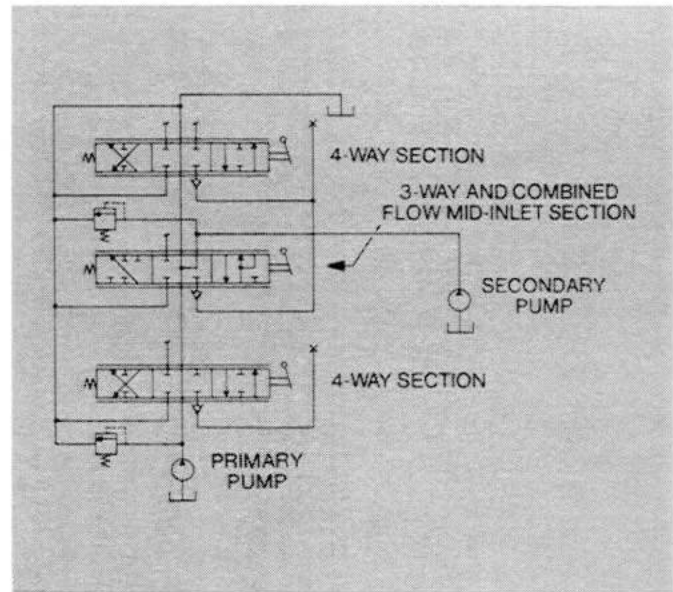 4-WAY SECTION
3-WAY AND COMBINED
FLOW MID-INLET SECTION
SECONDARY
PUMP
4-WAY SECTION
PRIMARY
PUMP